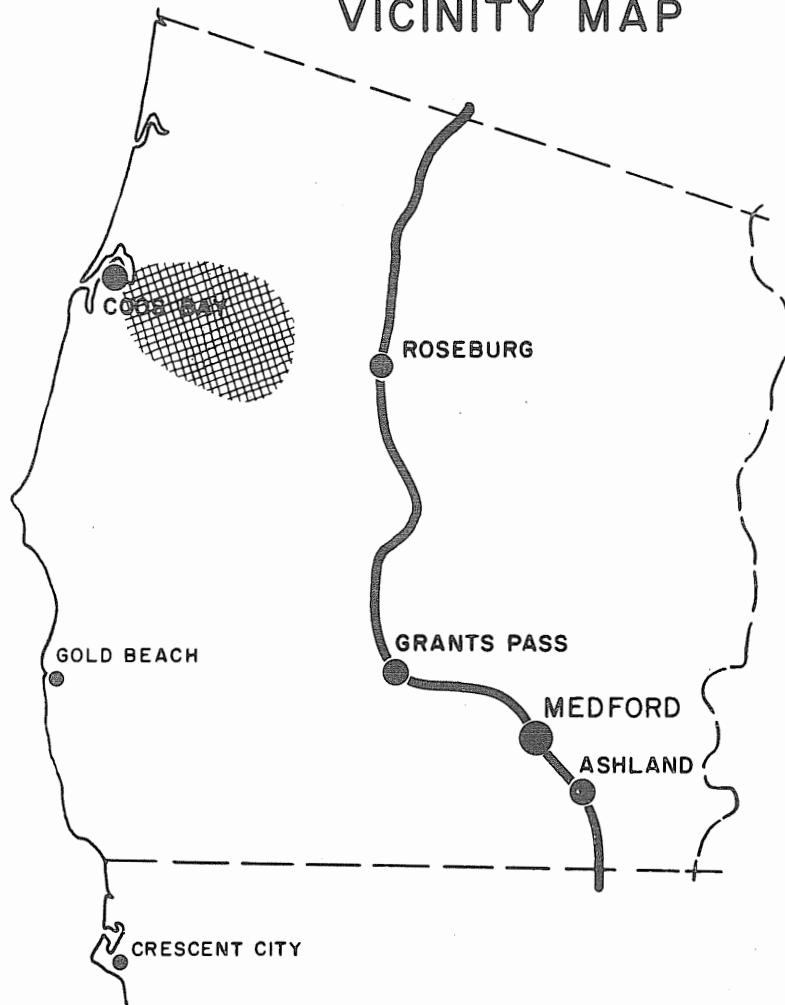 VICINITY MAP
COOS BAY
ROSEBURG
GRANTS PASS
GOLD BEACH
MEDFORD
ASHLAND
CRESCENT CITY